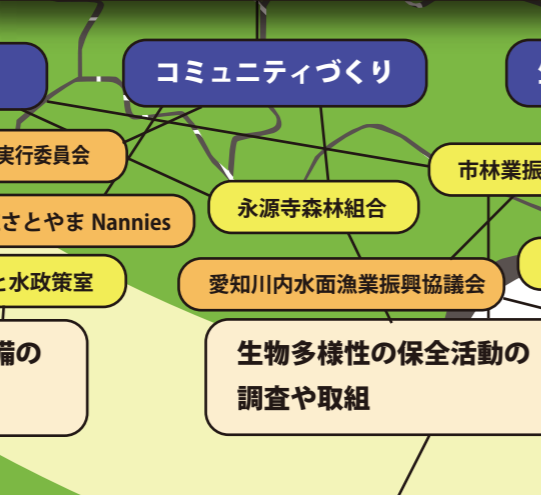 コミュニティづくり
実行委員会
市林業振
永源寺森林組合
さとやま Nannies
と水政策室
愛知川内水面漁業振興協議会
備の
生物多様性の保全活動の
調査や取組